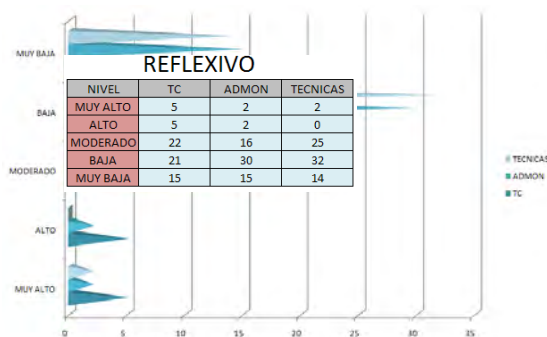 REFLEXIVO
NIVEL TC ADMON TECNICAS
MUY ALTO 5 2 2
ALTO 5 2 0
MODERADO 22 16 25
BAJA 21 30 32
MUY BAJA 15 15 14
MUY BAJA
BAJA
MODERADO
ALTO
MUY ALTO
0 5 10 15 20 25 30 35
TECNICAS
ADMON
TC